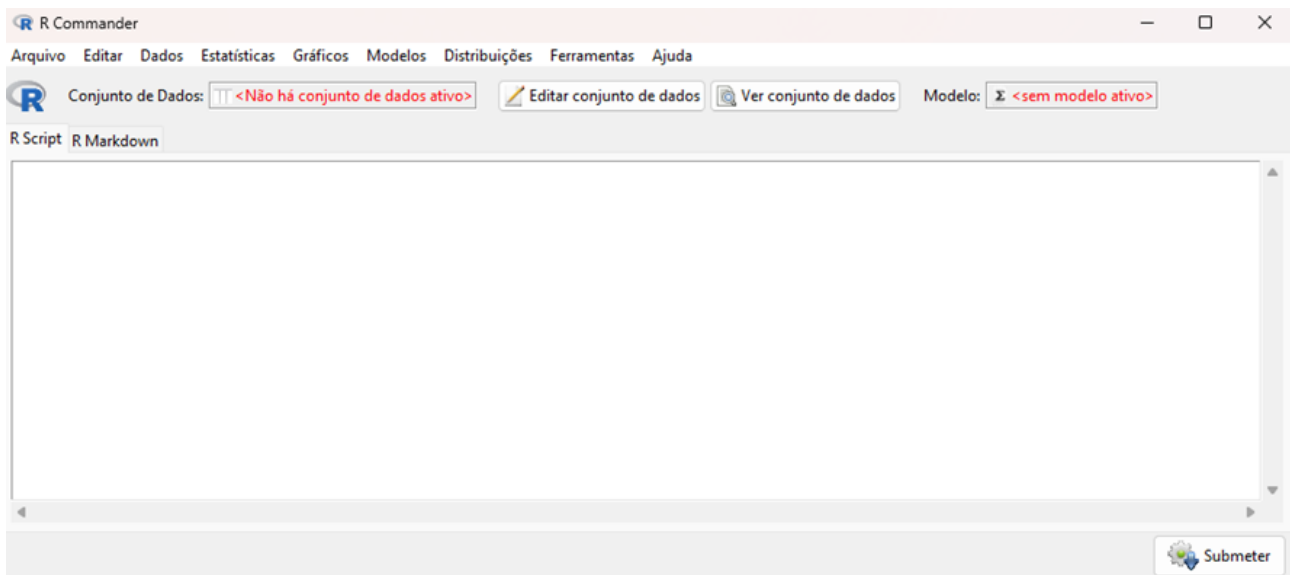 R Commander
Arquivo Editar Dados Estatísticas Gráficos Modelos Distribuições Ferramentas Ajuda
R Conjunto de Dados: <Não há conjunto de dados ativo> Editar conjunto de dados Ver conjunto de dados Modelo: Σ <sem modelo ativo>
R Script R Markdown
Submeter